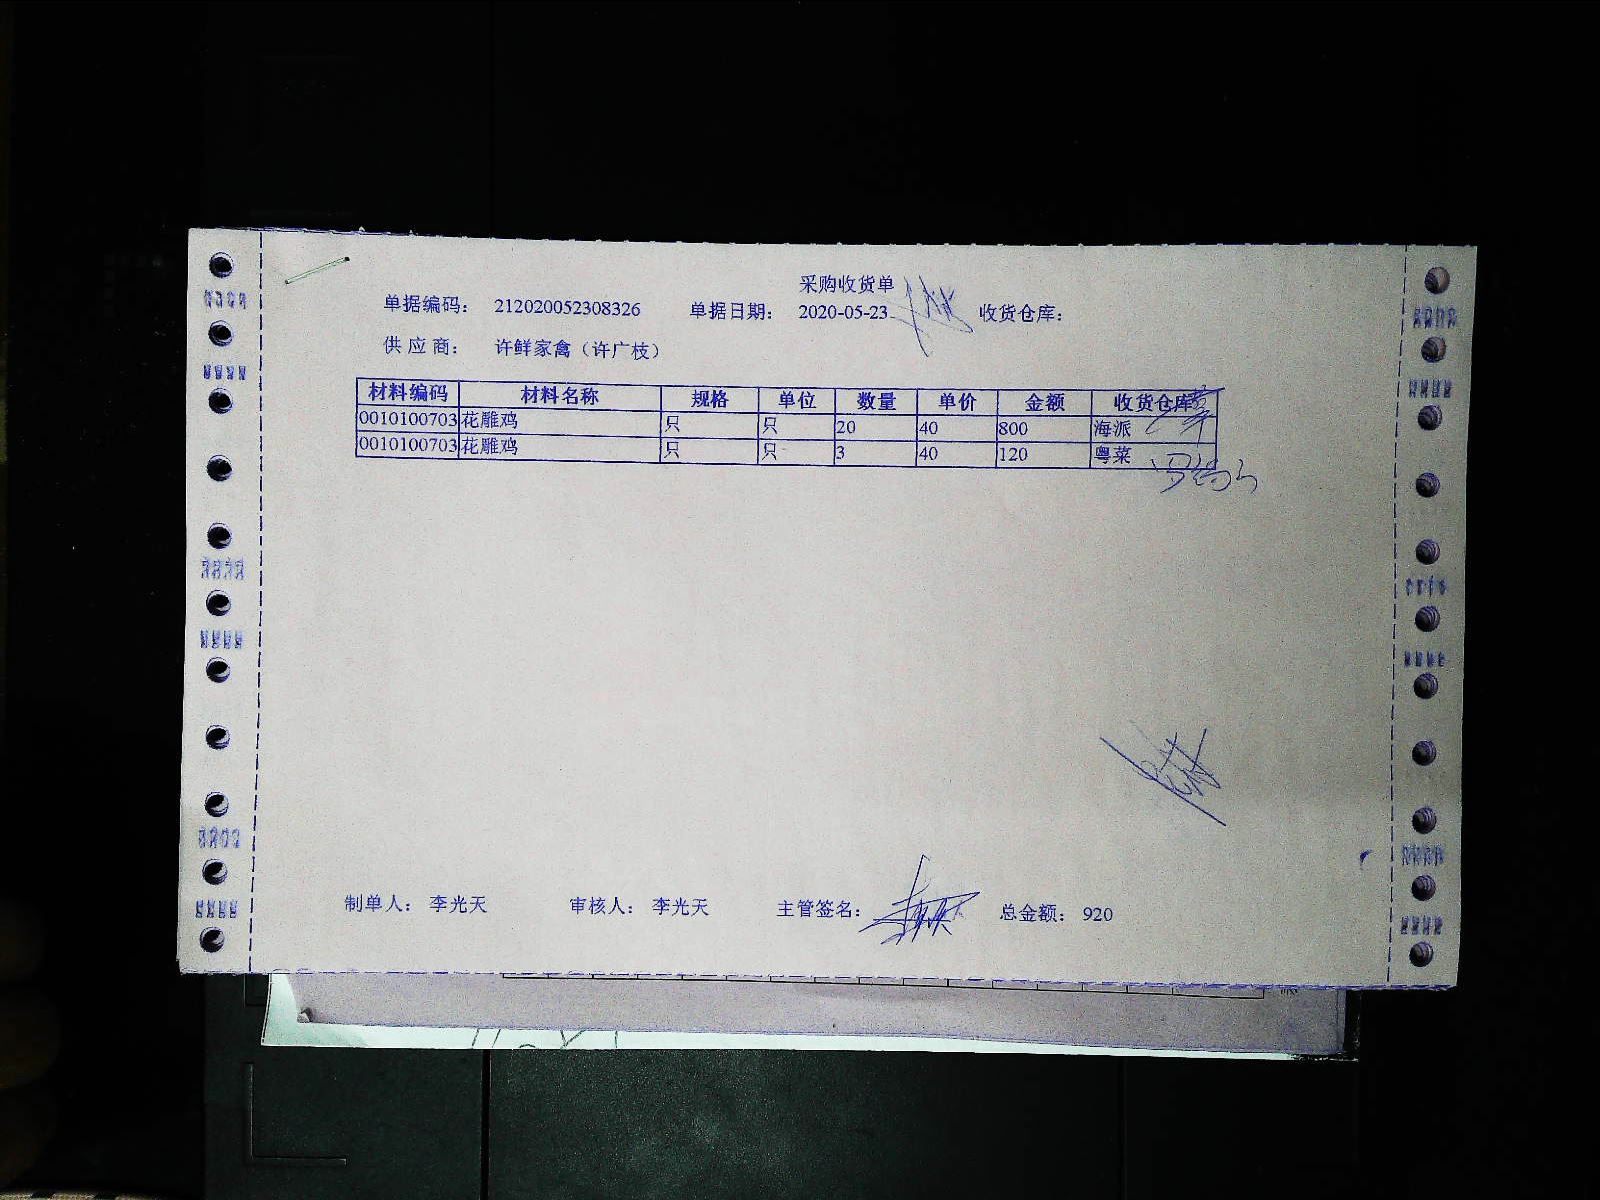 采购收货单
单据编码： 212020052308326 单据日期： 2020-05-23 收货仓库：
供 应 商： 许鲜家禽（许广枝）
材料编码 材料名称 规格 单位 数量 单价 金额 收货仓库
0010100703 花雕鸡 只 只 20 40 800 海派
0010100703 花雕鸡 只 只 3 40 120 粤菜
制单人： 李光天 审核人： 李光天 主管签名： 总金额： 920